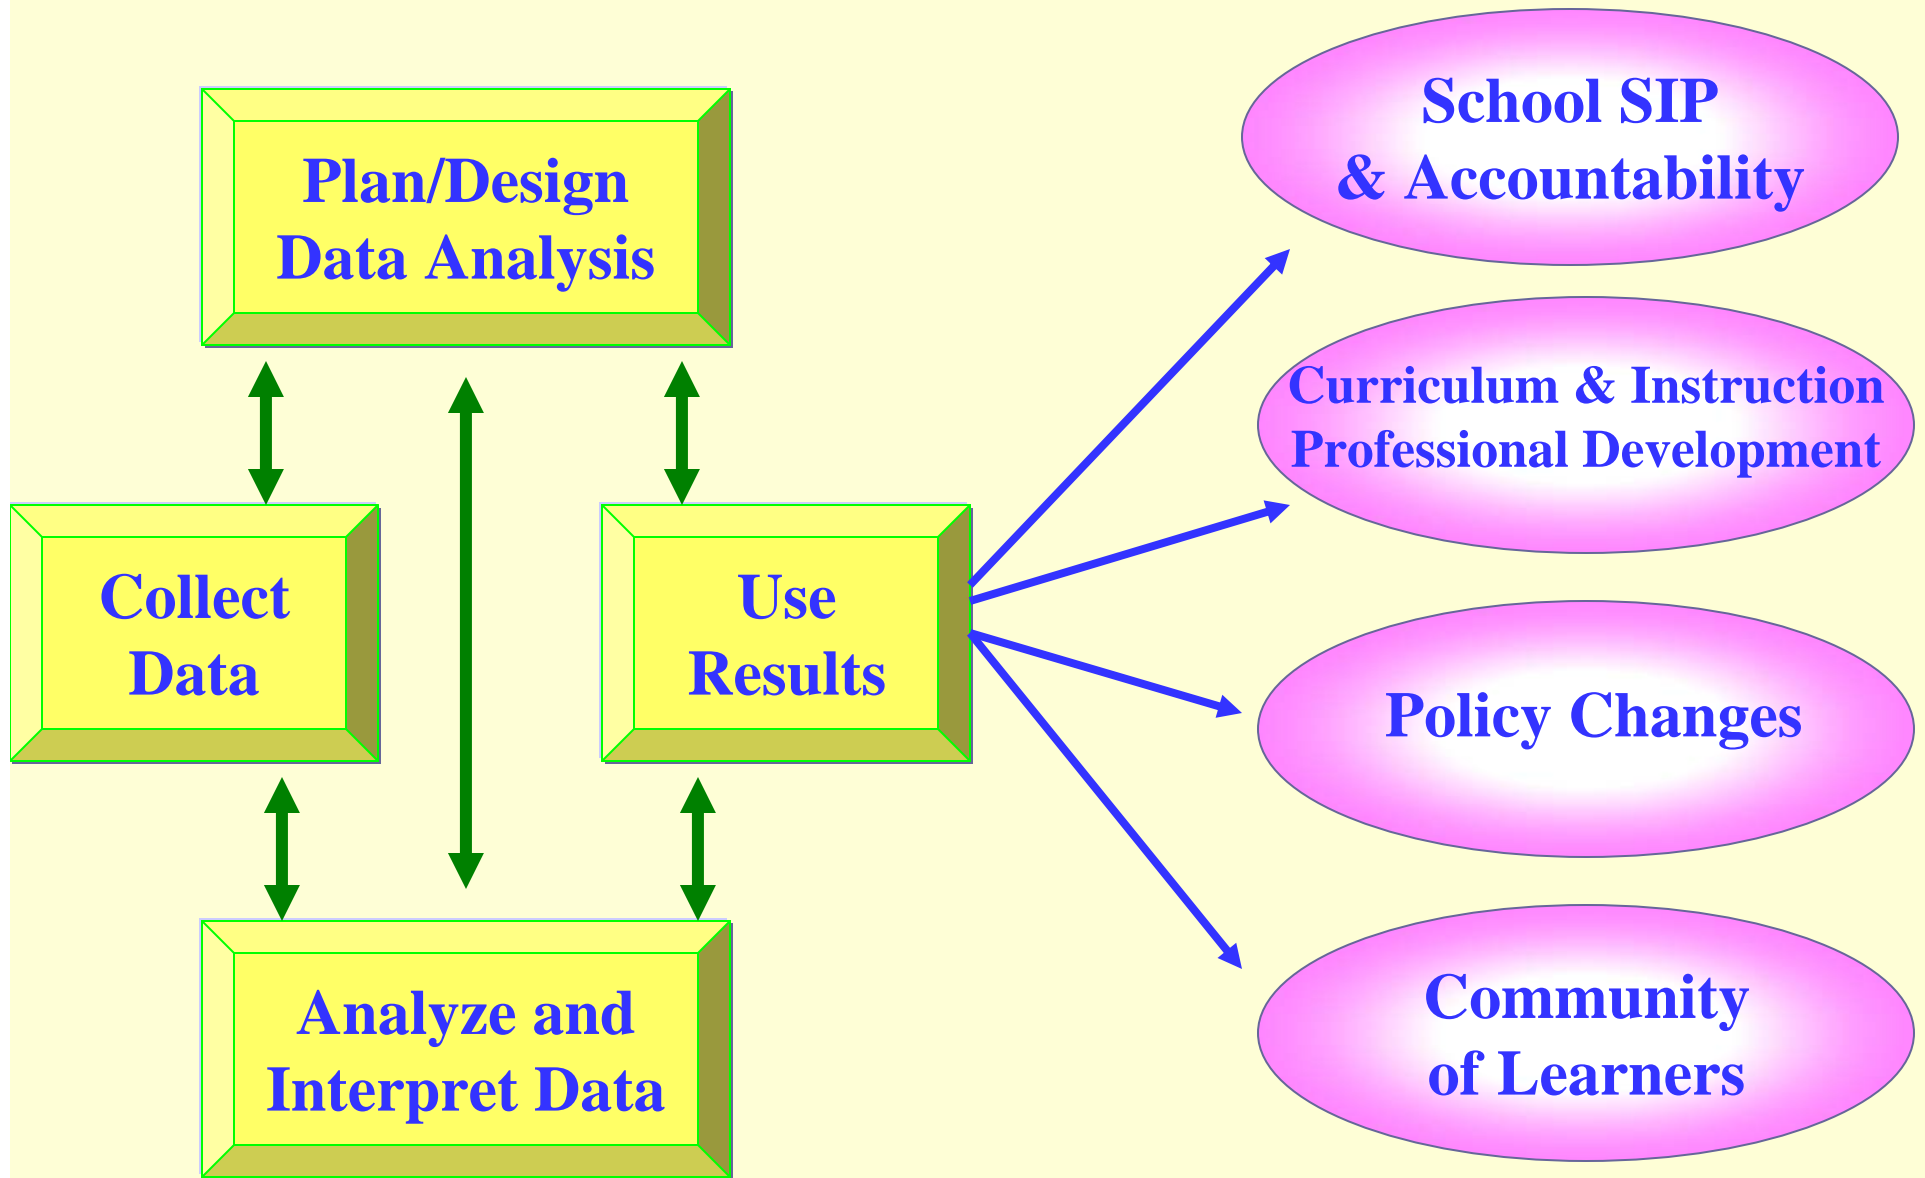 Plan/Design
Data Analysis
Collect
Data
Use
Results
Analyze and
Interpret Data
School SIP
& Accountability
Curriculum & Instruction
Professional Development
Policy Changes
Community
of Learners